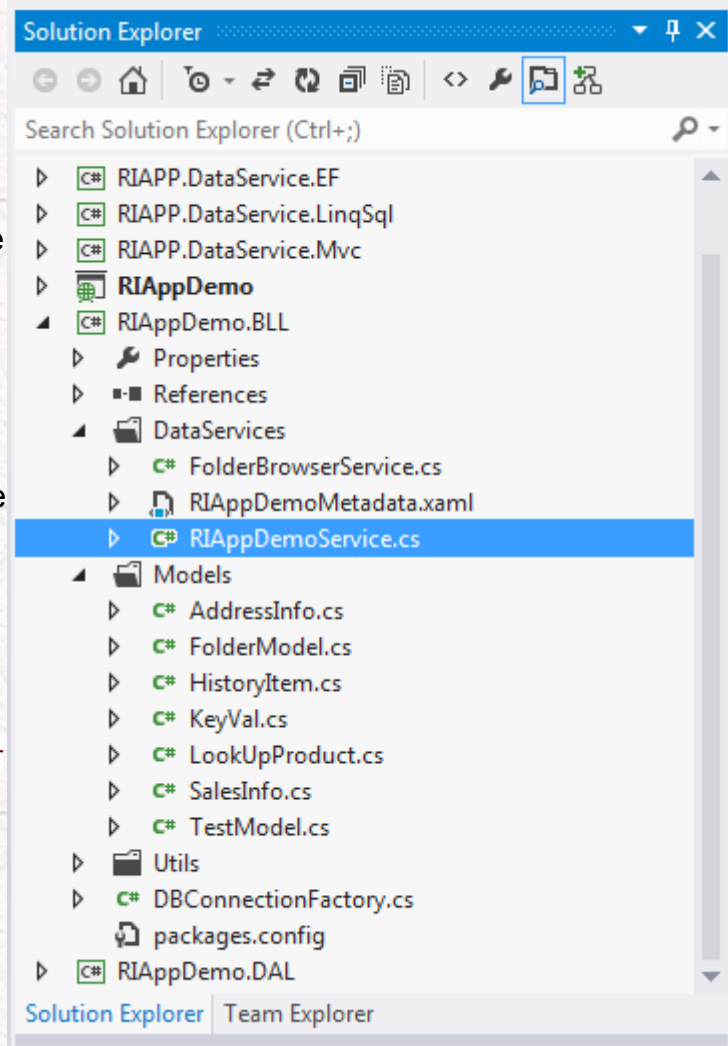 Solution Explorer
Search Solution Explorer (Ctrl+;)
C# RIAPP.DataService.EF
C# RIAPP.DataService.LinqSql
e
C# RIAPP.DataService.Mvc
RIAppDemo
C# RIAppDemo.BLL
Properties
References
DataServices
C# FolderBrowserService.cs
e
RIAppDemoMetadata.xaml
C# RIAppDemoService.cs
Models
C# AddressInfo.cs
C# FolderModel.cs
C# HistoryItem.cs
C# KeyVal.cs
C# LookUpProduct.cs
C# SalesInfo.cs
C# TestModel.cs
Utils
C# DBConnectionFactory.cs
packages.config
C# RIAppDemo.DAL
Solution Explorer Team Explorer